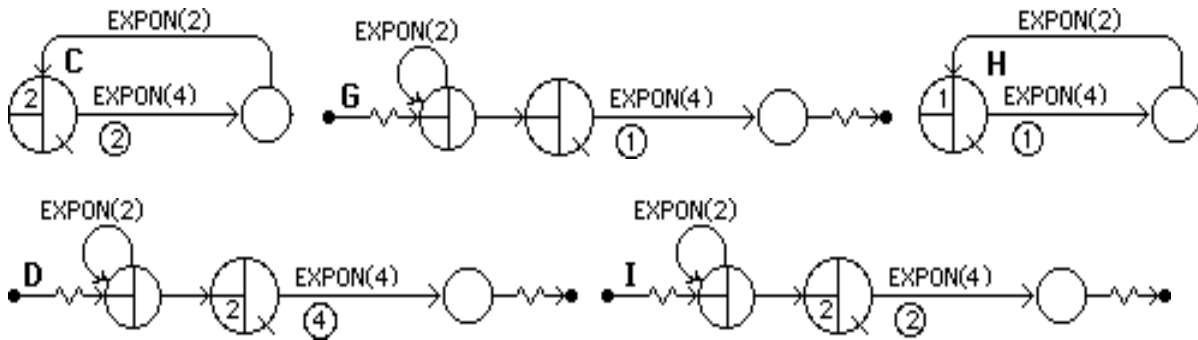 EXPON(2)
C
2
EXPON(4)
2
EXPON(2)
G
EXPON(4)
1
EXPON(2)
H
1
EXPON(4)
1
EXPON(2)
D
2
EXPON(4)
4
EXPON(2)
I
2
EXPON(4)
2